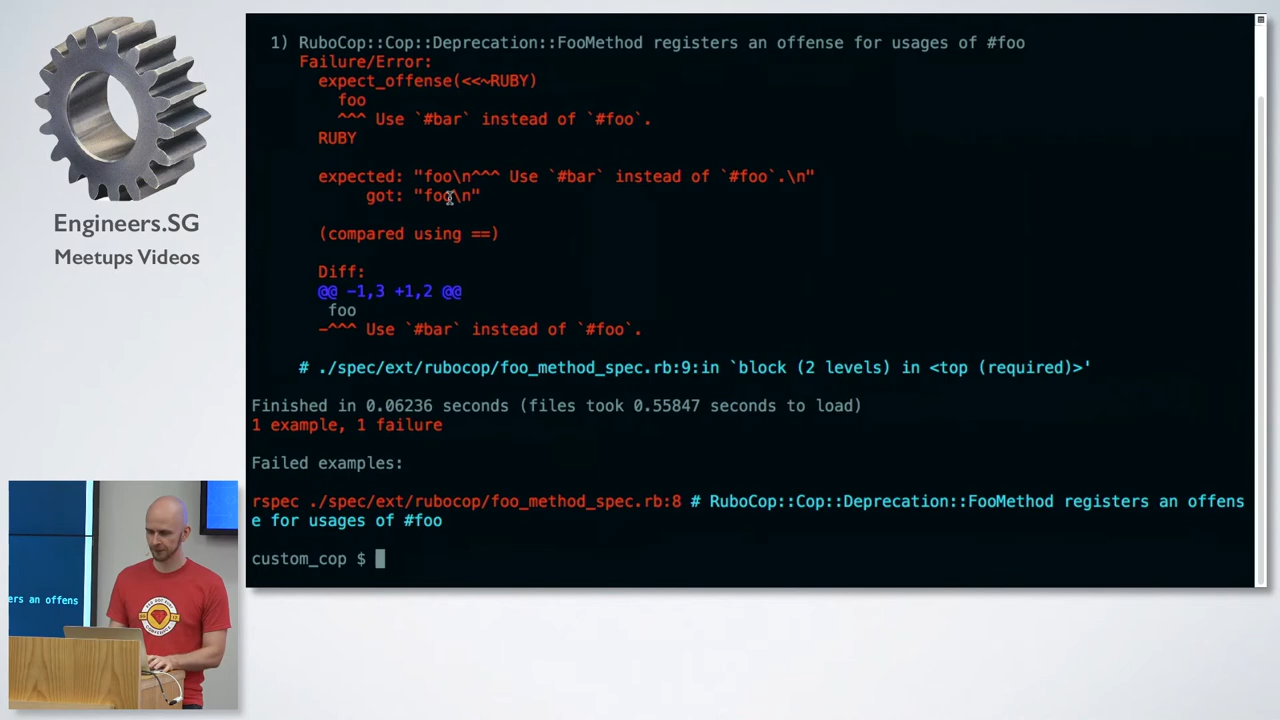 Engineers.SG
Meetups Videos
1) RuboCop::Cop::Deprecation::FooMethod registers an offense for usages of #foo
Failure/Error:
expect_offense(<<~RUBY)
foo
^^^ Use `#bar` instead of `#foo`.
RUBY
expected: "foo\n^^^ Use `#bar` instead of `#foo`.\n"
got: "foo\n"
(compared using ==)
Diff:
@@ -1,3 +1,2 @@
foo
-^^^ Use `#bar` instead of `#foo`.
# ./spec/ext/rubocop/foo_method_spec.rb:9:in `block (2 levels) in <top (required)>'
Finished in 0.06236 seconds (files took 0.55847 seconds to load)
1 example, 1 failure
Failed examples:
rspec ./spec/ext/rubocop/foo_method_spec.rb:8 # RuboCop::Cop::Deprecation::FooMethod registers an offens
e for usages of #foo
custom_cop $
ers an offens